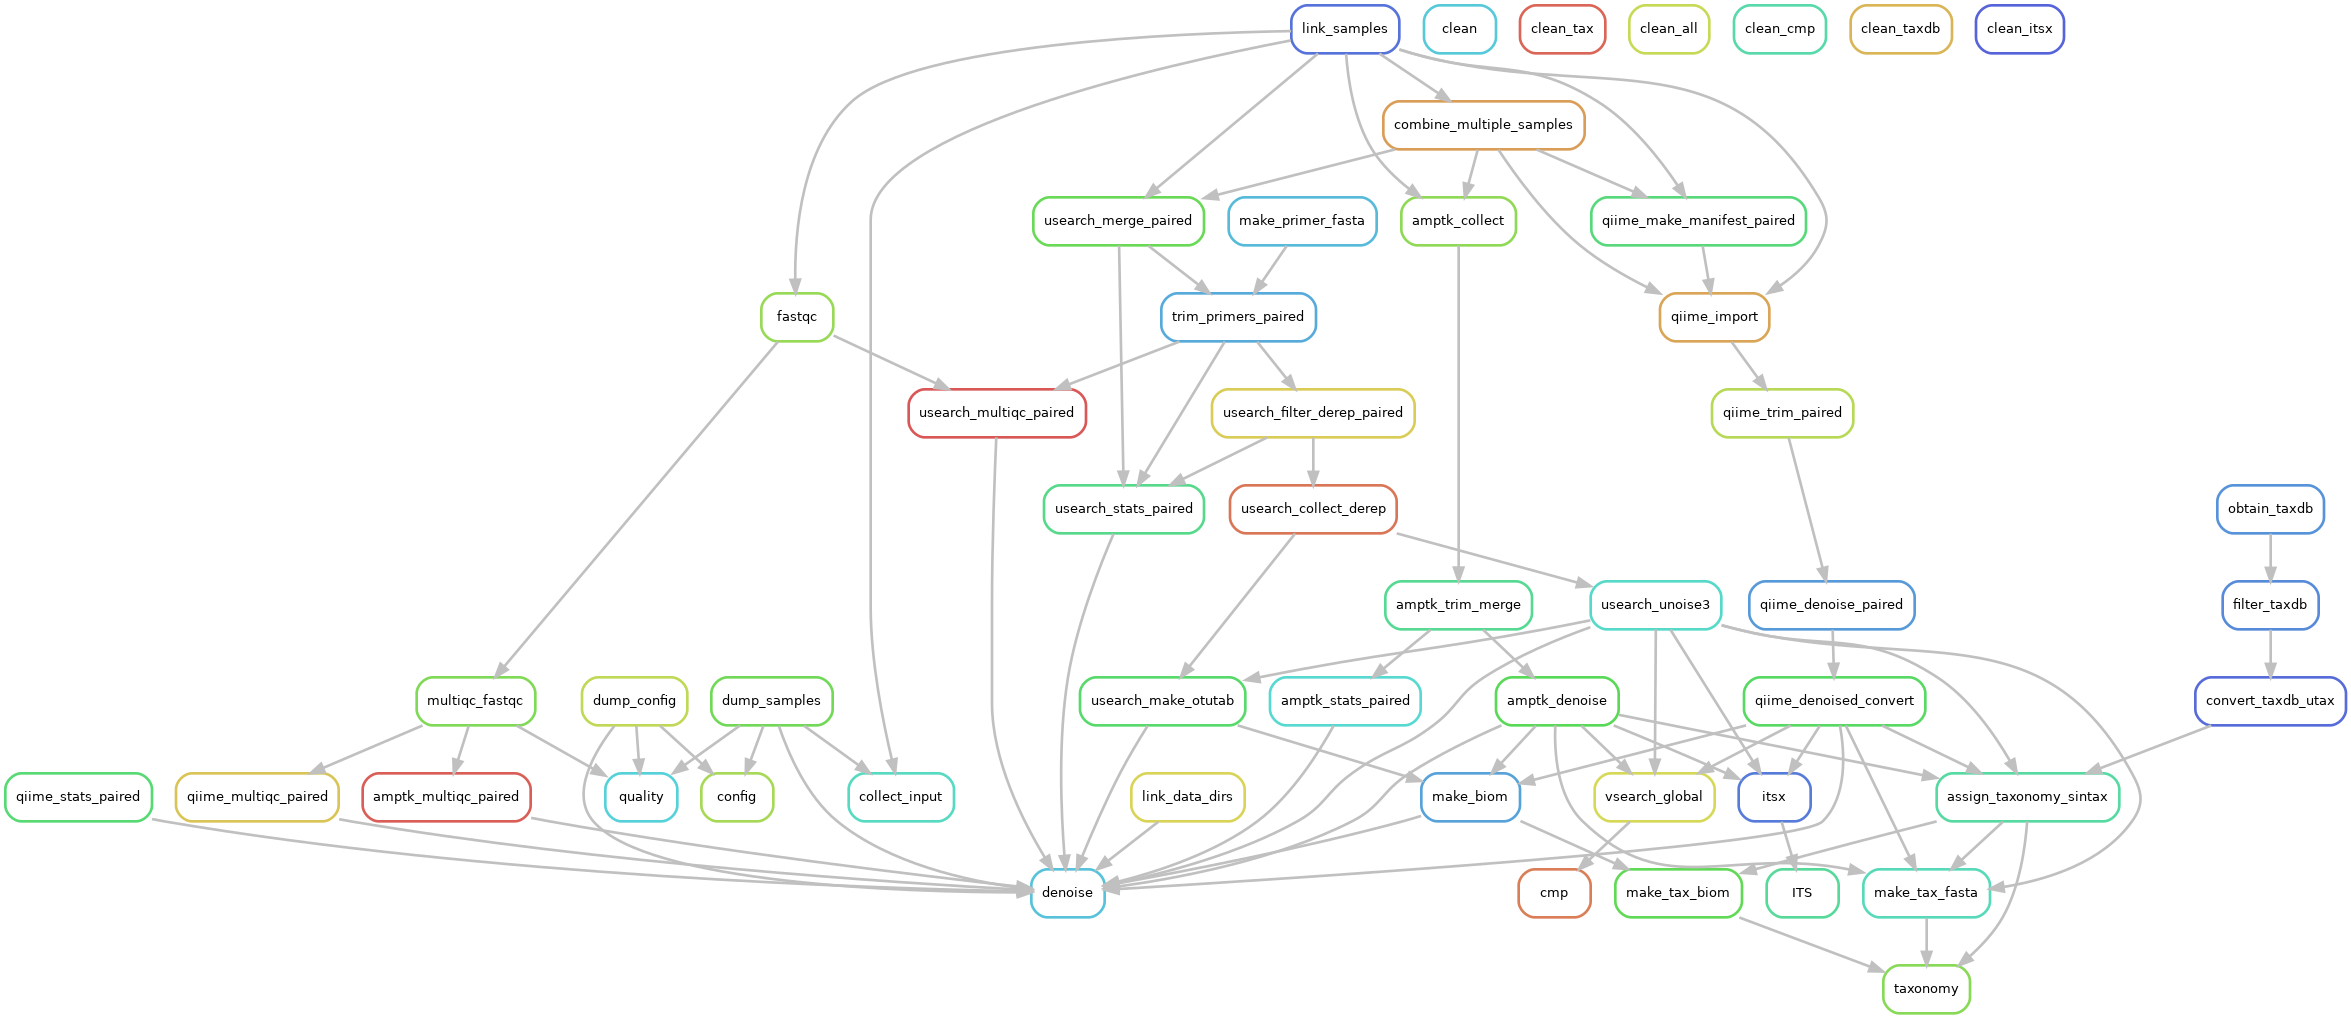 link_samples
clean
clean_tax
clean_all
clean_cmp
clean_taxdb
clean_itsx
combine_multiple_samples
usearch_merge_paired
make_primer_fasta
amptk_collect
qiime_make_manifest_paired
fastqc
trim_primers_paired
qiime_import
usearch_multiqc_paired
usearch_filter_derep_paired
qiime_trim_paired
usearch_stats_paired
usearch_collect_derep
obtain_taxdb
amptk_trim_merge
usearch_unoise3
qiime_denoise_paired
filter_taxdb
multiqc_fastqc
dump_config
dump_samples
usearch_make_otutab
amptk_stats_paired
amptk_denoise
qiime_denoised_convert
convert_taxdb_utax
qiime_stats_paired
qiime_multiqc_paired
amptk_multiqc_paired
quality
config
collect_input
link_data_dirs
make_biom
vsearch_global
itsx
assign_taxonomy_sintax
denoise
cmp
make_tax_biom
ITS
make_tax_fasta
taxonomy